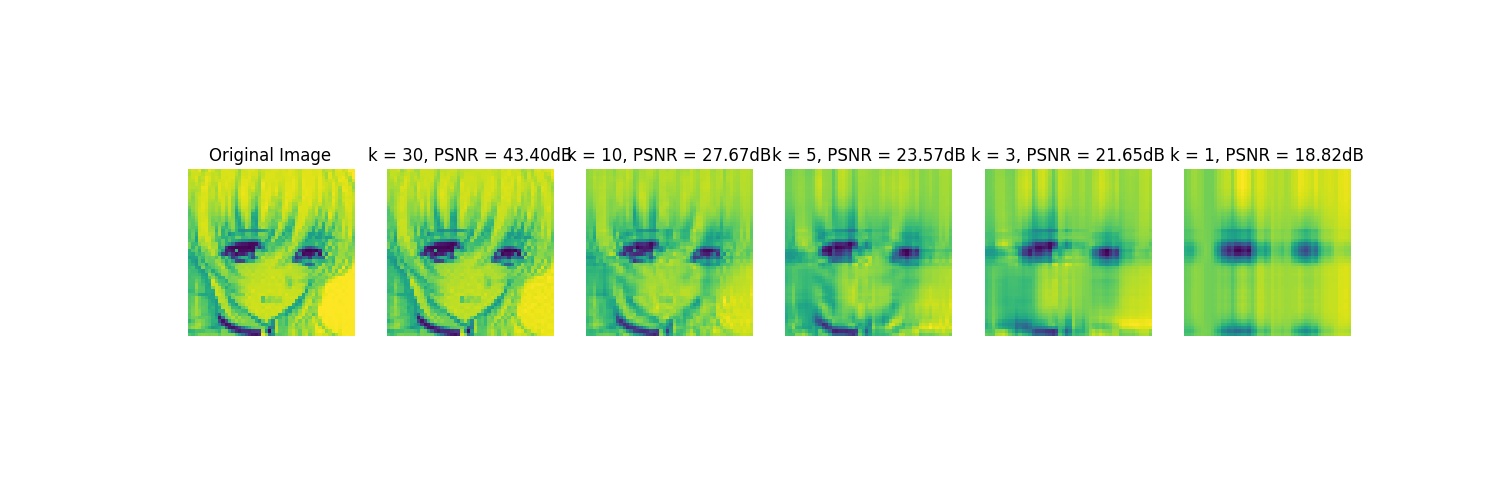 Original Image
k = 30, PSNR = 43.40dB
k = 10, PSNR = 27.67dB
k = 5, PSNR = 23.57dB
k = 3, PSNR = 21.65dB
k = 1, PSNR = 18.82dB